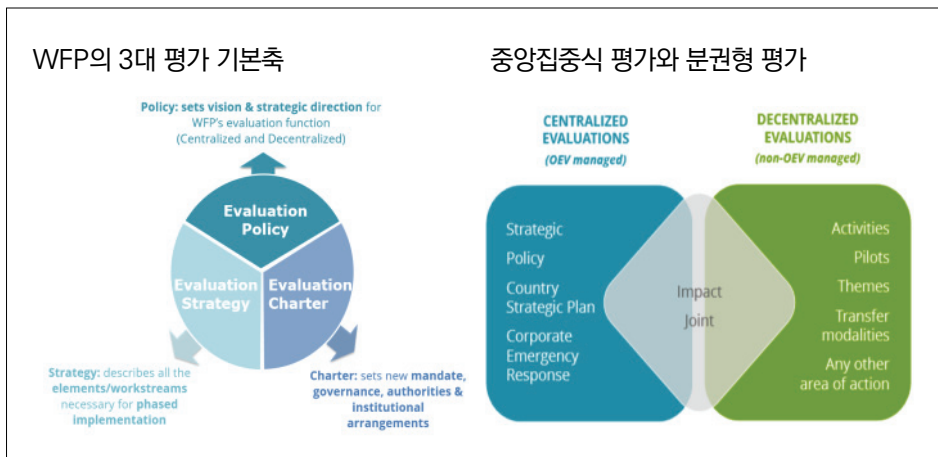 WFP의 3대 평가 기본축
Policy: sets vision & strategic direction for
WFP's evaluation function
(Centralized and Decentralized)
Evaluation
Policy
Evaluation
Strategy
Evaluation
Charter
Strategy: describes all the
elements/workstreams
necessary for phased
implementation
Charter: sets new mandate,
governance, authorities &
institutional
arrangements
중앙집중식 평가와 분권형 평가
CENTRALIZED
EVALUATIONS
(OEV managed)
DECENTRALIZED
EVALUATIONS
(non-OEV managed)
Strategic
Policy
Country
Strategic Plan
Corporate
Emergency
Response
Impact
Joint
Activities
Pilots
Themes
Transfer
modalities
Any other
area of action